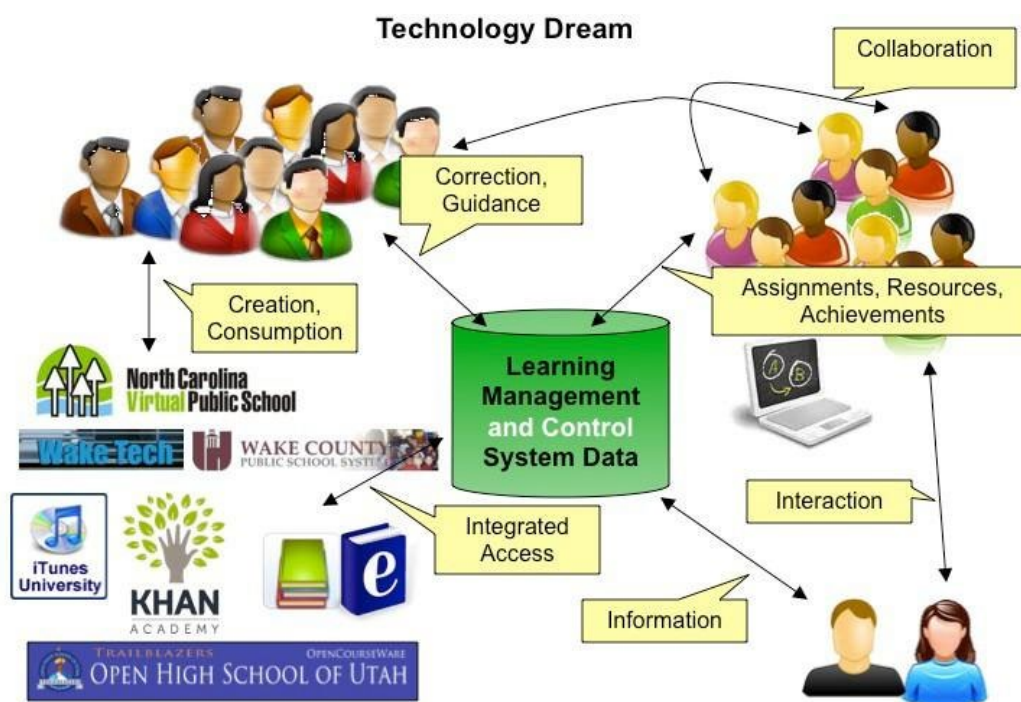 Technology Dream
Collaboration
Correction,
Guidance
Creation,
Consumption
Assignments, Resources,
Achievements
Learning
Management
and Control
System Data
North Carolina
Virtual Public School
Wake Tech
WAKE COUNTY
PUBLIC SCHOOL SYSTEM
A
B
Interaction
Integrated
Access
iTunes
University
KHAN
ACADEMY
e
Information
TRAILBLAZERS OPENCOURSEWARE
OPEN HIGH SCHOOL OF UTAH